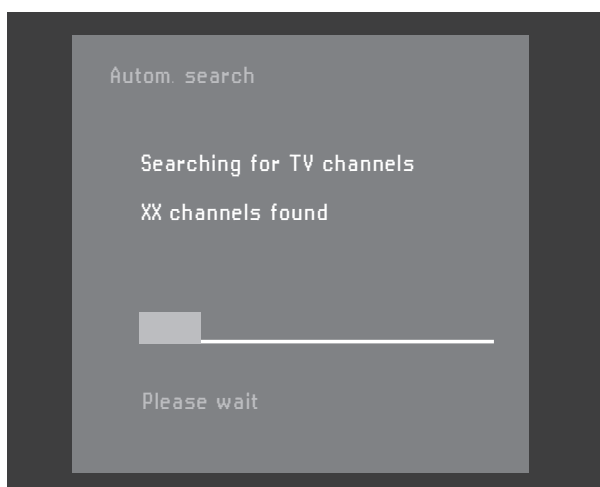 Autom. search
Searching for TV channels
XX channels found
Please wait